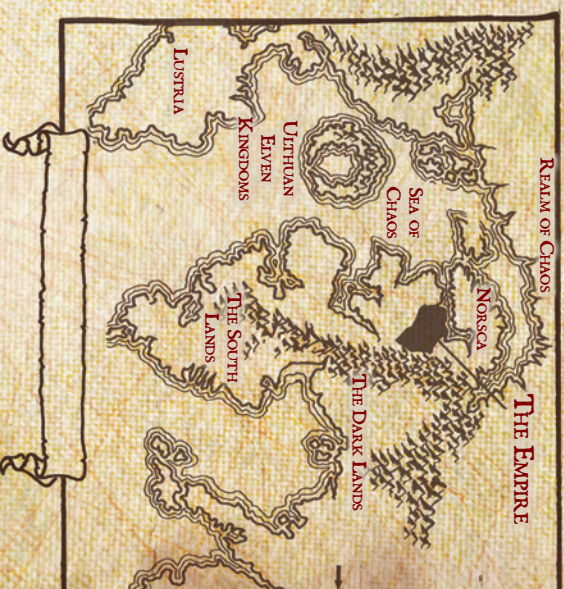 REALM OF CHAOS
THE EMPIRE
NORSCA
SEA OF
CHAOS
THE DARK LANDS
ULTHUAN
ELVEN
KINGDOMS
THE SOUTH
LANDS
LUSTRIA